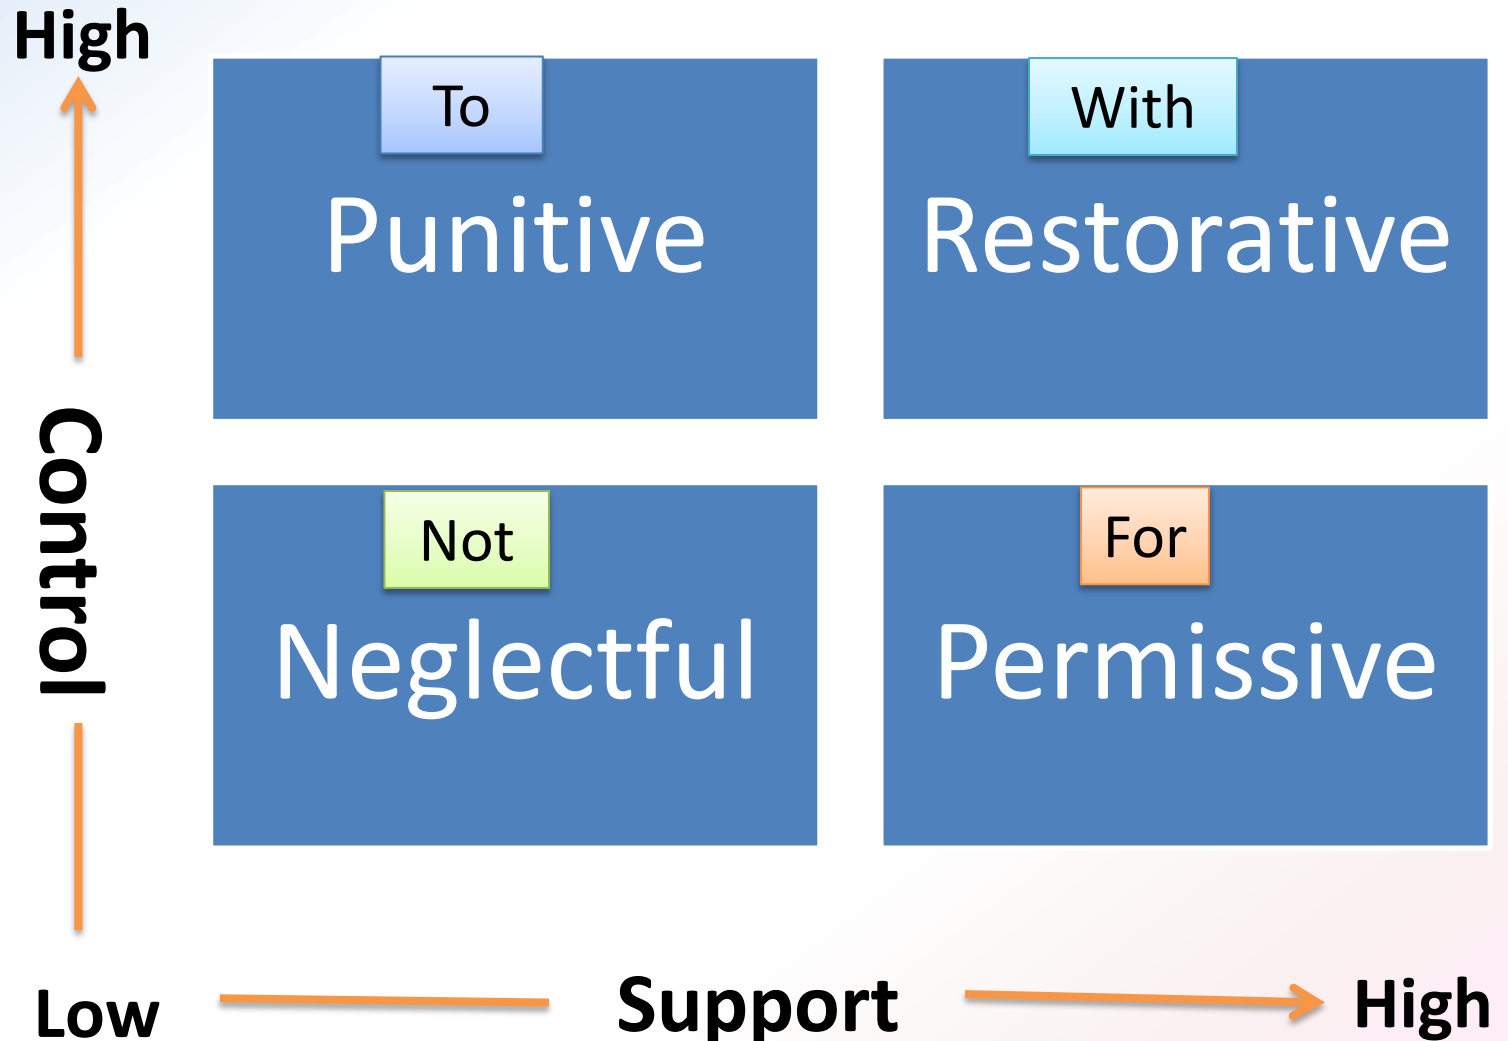 High
To
With
Punitive
Restorative
Control
Not
For
Neglectful
Permissive
Low
Support
High